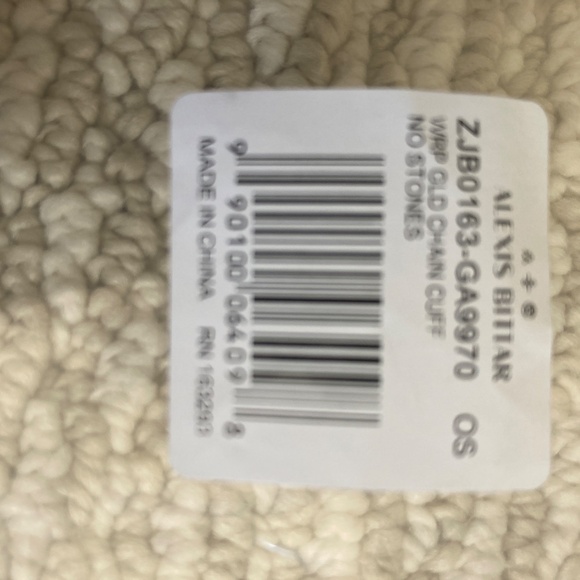 ALEXIS BITTAR
ZJB0163-GA9970 OS
WRP GLD CHAIN CUFF
NO STONES
9 90100 06409 8
MADE IN CHINA RN